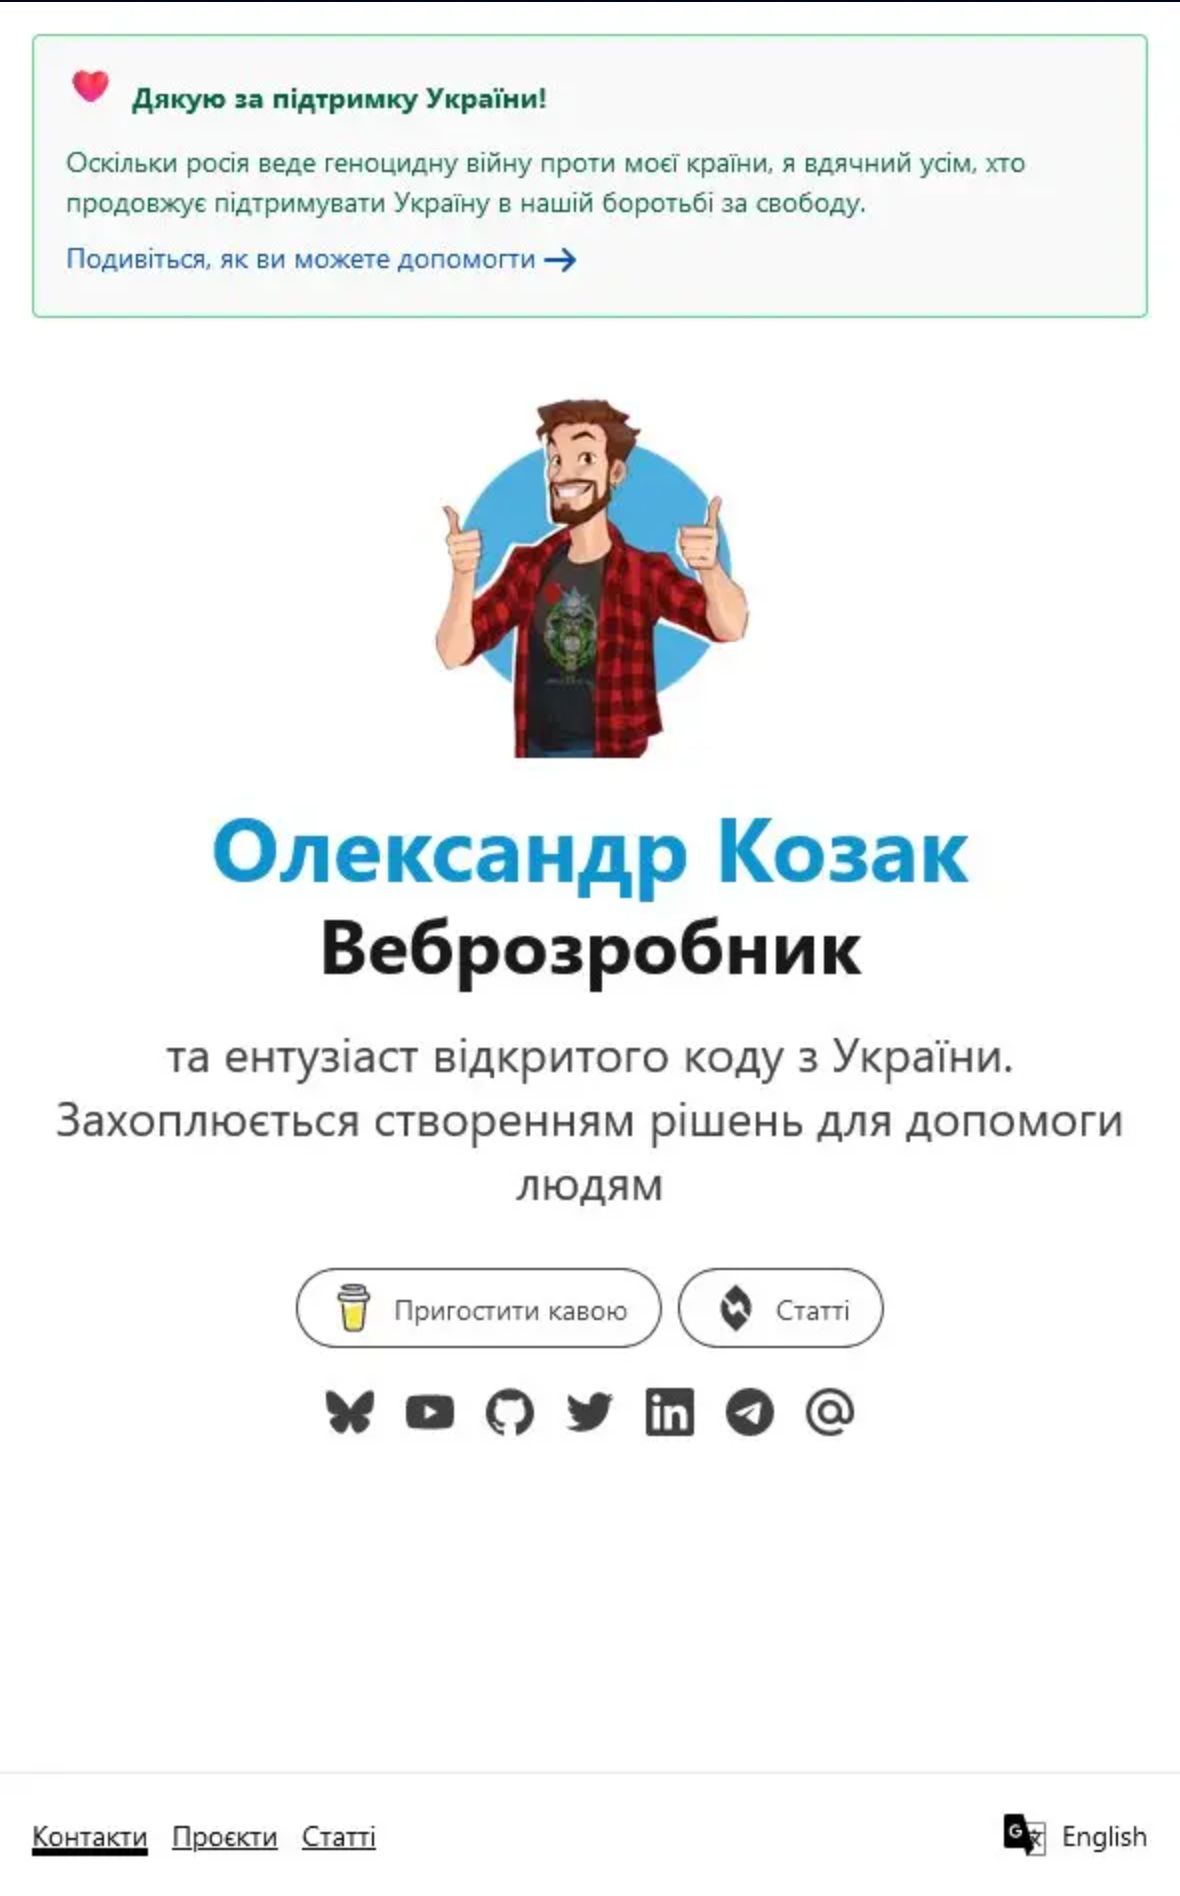 Дякую за підтримку України!
Оскільки росія веде геноцидну війну проти моєї країни, я вдячний усім, хто
продовжує підтримувати Україну в нашій боротьбі за свободу.
Подивіться, як ви можете допомогти →
Олександр Козак
Веброзробник
та ентузіаст відкритого коду з України.
Захоплюється створенням рішень для допомоги
людям
Пригостити кавою
Статті
Контакти Проєкти Статті
English